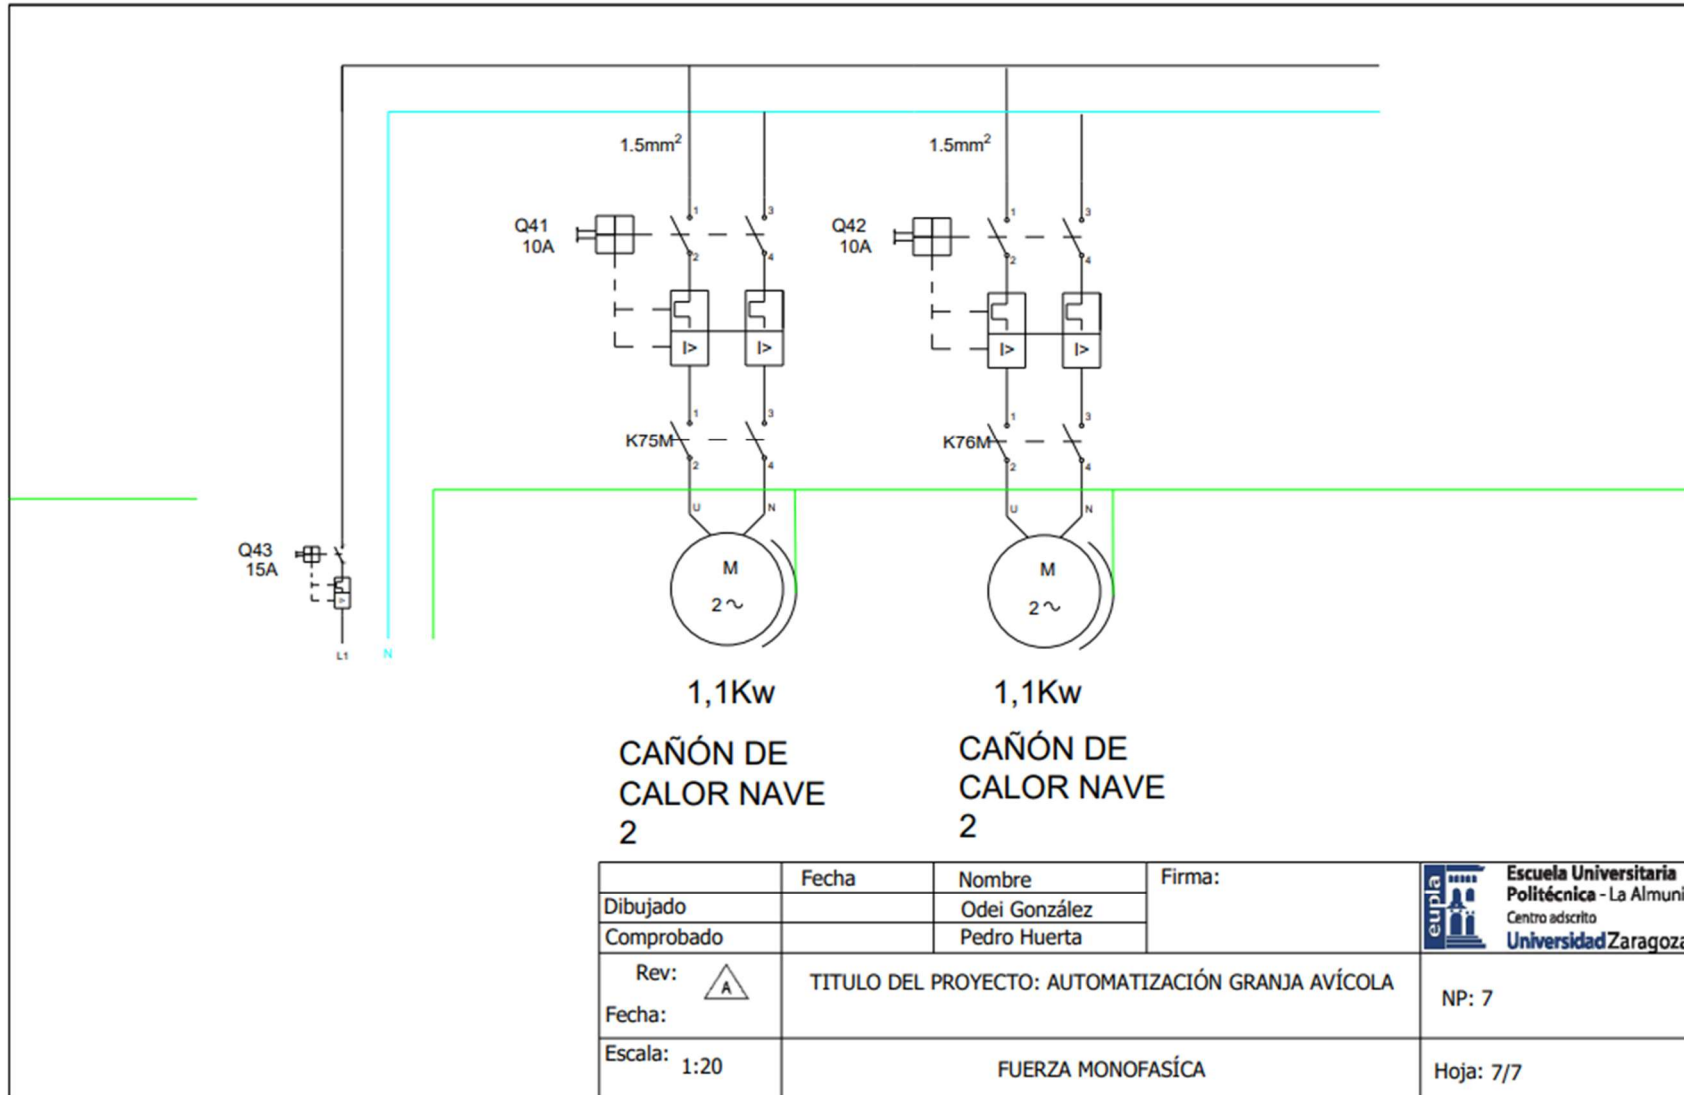 1.5mm²
1.5mm²
Q41
10A
1
3
2
4
I>
I>
Q42
10A
1
3
2
4
I>
I>
K75M
1
3
2
4
K76M
1
3
2
4
U
N
U
N
Q43
15A
I>
L1
N
M
2~
M
2~
1,1Kw
1,1Kw
CAÑÓN DE
CALOR NAVE
2
CAÑÓN DE
CALOR NAVE
2
Fecha
Nombre
Firma:
Dibujado
Odei González
Comprobado
Pedro Huerta
eupla
Escuela Universitaria
Politécnica - La Almuni
Centro adscrito
Universidad Zaragoza
Rev:
A
Fecha:
TITULO DEL PROYECTO: AUTOMATIZACIÓN GRANJA AVÍCOLA
NP: 7
Escala: 1:20
FUERZA MONOFASÍCA
Hoja: 7/7